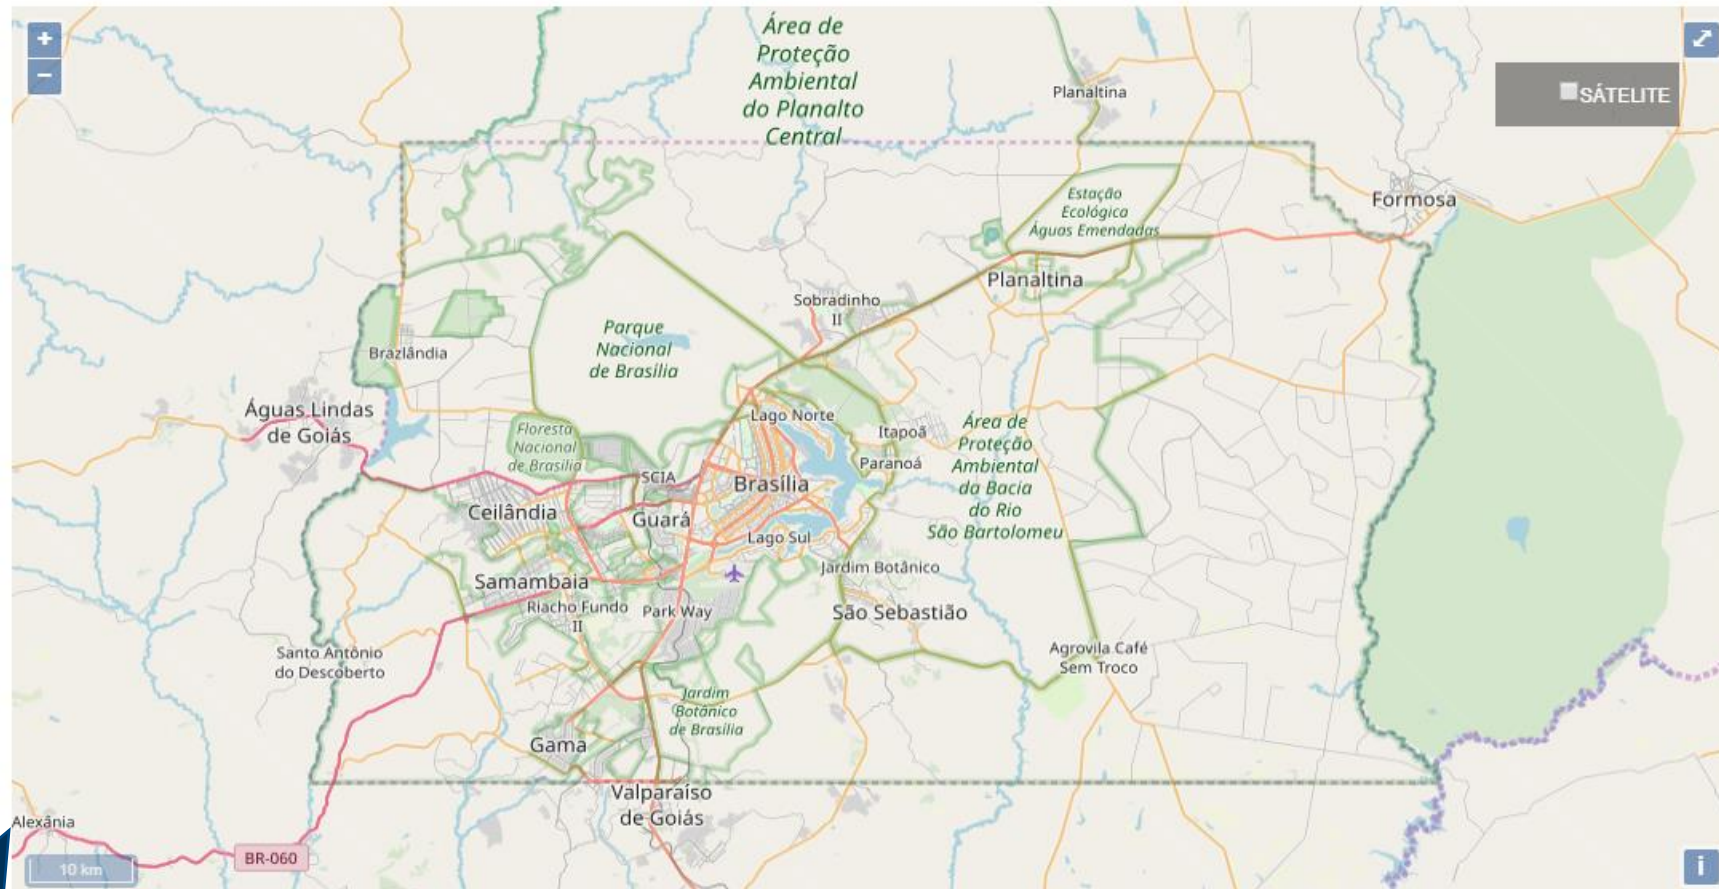 +
−
Área de
Proteção
Ambiental
do Planalto
Central
Planaltina
SÁTELITE
Estação
Ecológica
Águas Emendadas
Formosa
Planaltina
Sobradinho
II
Parque
Nacional
de Brasília
Brazlândia
Águas Lindas
de Goiás
Lago Norte
Floresta
Nacional
de Brasília
Itapoã
Paranoá
Área de
Proteção
Ambiental
da Bacia
do Rio
São Bartolomeu
SCIA
Brasília
Ceilândia
Guará
Lago Sul
Jardim Botânico
Samambaia
Riacho Fundo
II
Park Way
São Sebastião
Santo Antônio
do Descoberto
Agrovila Café
Sem Troco
Jardim
Botânico
de Brasília
Gama
Valparaíso
de Goiás
Alexânia
BR-060
10 km
i